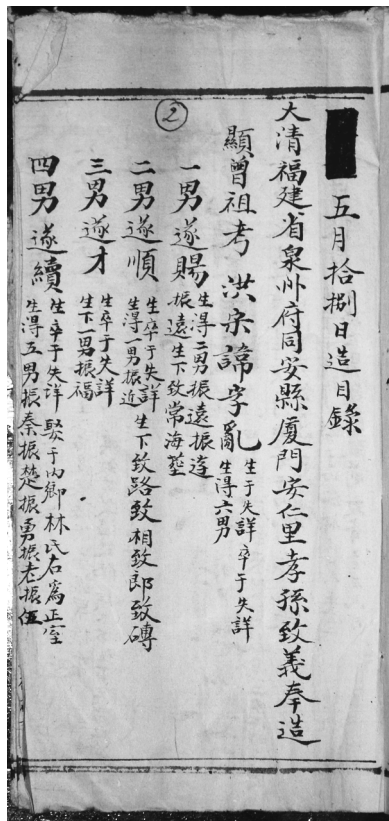 五月拾捌日造目錄
大清福建省泉州府同安縣廈門安仁里孝孫致義奉造
②
顯曾祖考 洪宗諱字亂 生于失詳卒于失詳
生得六男
一男遂賜 生得二男振遠振逹
振遠生下致常海墾
二男遂順 生卒于失詳
生得一男振近 生下致路致相致郎致磚
三男遂才 生卒于失詳
生下一男振福
四男遂續 生卒于失詳 娶于內鄉林氏名為正室
生得五男振秦振楚振勇振老振伍